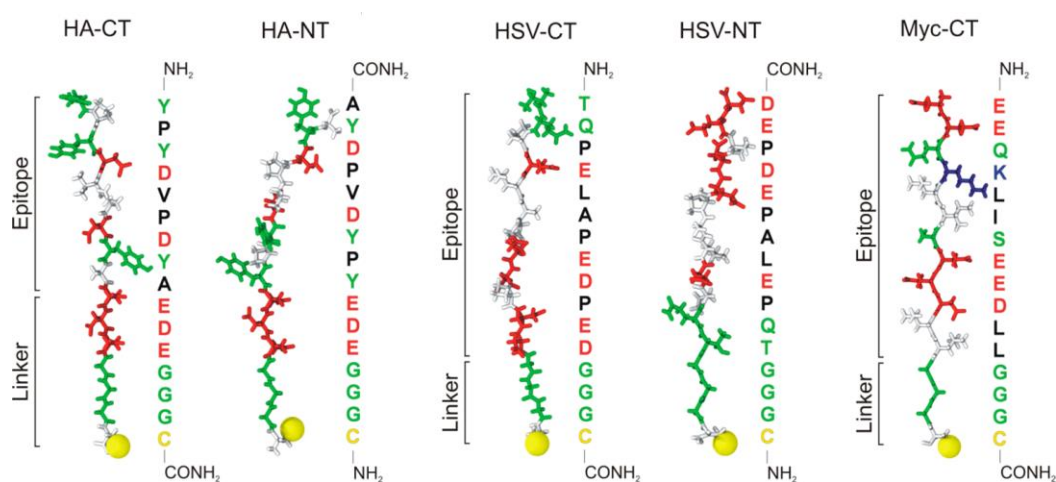 HA-CT
NH₂
Epitope
Linker
Y
P
Y
D
V
P
D
Y
A
E
D
E
G
G
G
C
CONH₂
HA-NT
CONH₂
A
Y
D
P
V
D
Y
P
Y
E
D
E
G
G
G
C
NH₂
HSV-CT
NH₂
Epitope
Linker
T
Q
P
E
L
A
P
E
D
P
E
D
G
G
G
C
CONH₂
HSV-NT
CONH₂
D
E
P
D
E
P
A
L
E
P
Q
T
G
G
G
C
NH₂
Myc-CT
NH₂
Epitope
Linker
E
E
Q
K
L
I
S
E
E
D
L
L
G
G
G
C
CONH₂